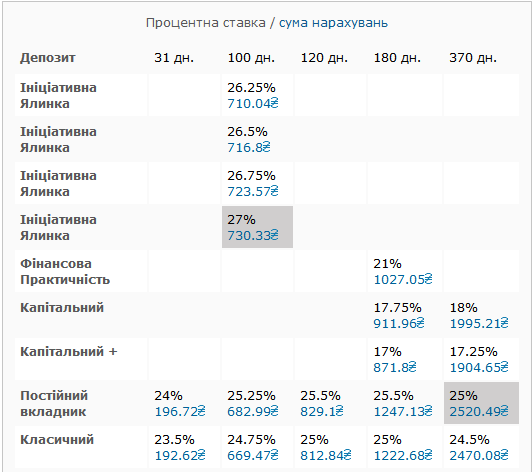 Процентна ставка / сума нарахувань
Депозит 31 дн. 100 дн. 120 дн. 180 дн. 370 дн.
Ініціативна 26.25%
Ялинка 710.04₴
Ініціативна 26.5%
Ялинка 716.8₴
Ініціативна 26.75%
Ялинка 723.57₴
Ініціативна 27%
Ялинка 730.33₴
Фінансова 21%
Практичність 1027.05₴
Капітальний 17.75% 18%
911.96₴ 1995.21₴
Капітальний + 17% 17.25%
871.8₴ 1904.65₴
Постійний 24% 25.25% 25.5% 25.5% 25%
вкладник 196.72₴ 682.99₴ 829.1₴ 1247.13₴ 2520.49₴
Класичний 23.5% 24.75% 25% 25% 24.5%
192.62₴ 669.47₴ 812.84₴ 1222.68₴ 2470.08₴